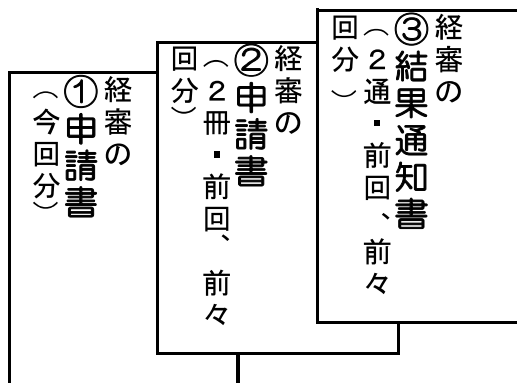 経審の
①申請書
（今回分）
経審の
②申請書
（２冊・前回、前々
回分）
経審の
③結果通知書
（２通・前回、前々
回分）